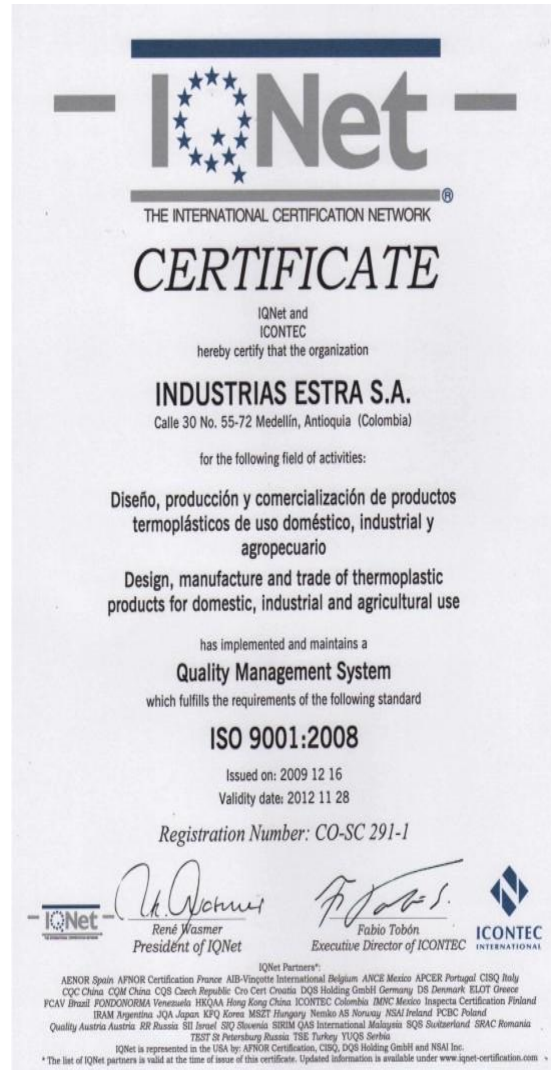 IQNet
®
THE INTERNATIONAL CERTIFICATION NETWORK
CERTIFICATE
IQNet and
ICONTEC
hereby certify that the organization
INDUSTRIAS ESTRA S.A.
Calle 30 No. 55-72 Medellín, Antioquia (Colombia)
for the following field of activities:
Diseño, producción y comercialización de productos
termoplásticos de uso doméstico, industrial y
agropecuario
Design, manufacture and trade of thermoplastic
products for domestic, industrial and agricultural use
has implemented and maintains a
Quality Management System
which fulfills the requirements of the following standard
ISO 9001:2008
Issued on: 2009 12 16
Validity date: 2012 11 28
Registration Number: CO-SC 291-1
IQNet
René Wasmer
President of IQNet
Fabio Tobón
Executive Director of ICONTEC
ICONTEC
INTERNATIONAL
IQNet Partners*:
AENOR Spain AFNOR Certification France AIB-Vinçotte International Belgium ANCE Mexico APCER Portugal CISQ Italy
CQC China CQM China CQS Czech Republic Cro Cert Croatia DQS Holding GmbH Germany DS Denmark ELOT Greece
FCAV Brazil FONDONORMA Venezuela HKQAA Hong Kong China ICONTEC Colombia IMNC Mexico Inspecta Certification Finland
IRAM Argentina JQA Japan KFQ Korea MSZT Hungary Nemko AS Norway NSAI Ireland PCBC Poland
Quality Austria Austria RR Russia SII Israel SIQ Slovenia SIRIM QAS International Malaysia SQS Switzerland SRAC Romania
TEST St Petersburg Russia TSE Turkey YUQS Serbia
IQNet is represented in the USA by: AFNOR Certification, CISQ, DQS Holding GmbH and NSAI Inc.
* The list of IQNet partners is valid at the time of issue of this certificate. Updated information is available under www.iqnet-certification.com